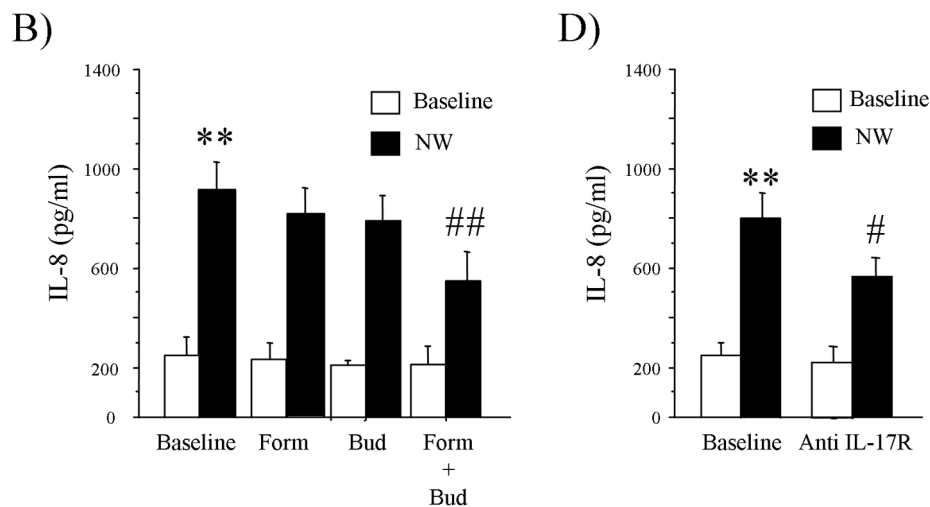 B)
1400
1000
600
200
0
IL-8 (pg/ml)
Baseline
NW
**
##
Baseline
Form
Bud
Form
+
Bud
D)
1400
1000
600
200
0
IL-8 (pg/ml)
Baseline
NW
**
#
Baseline
Anti IL-17R